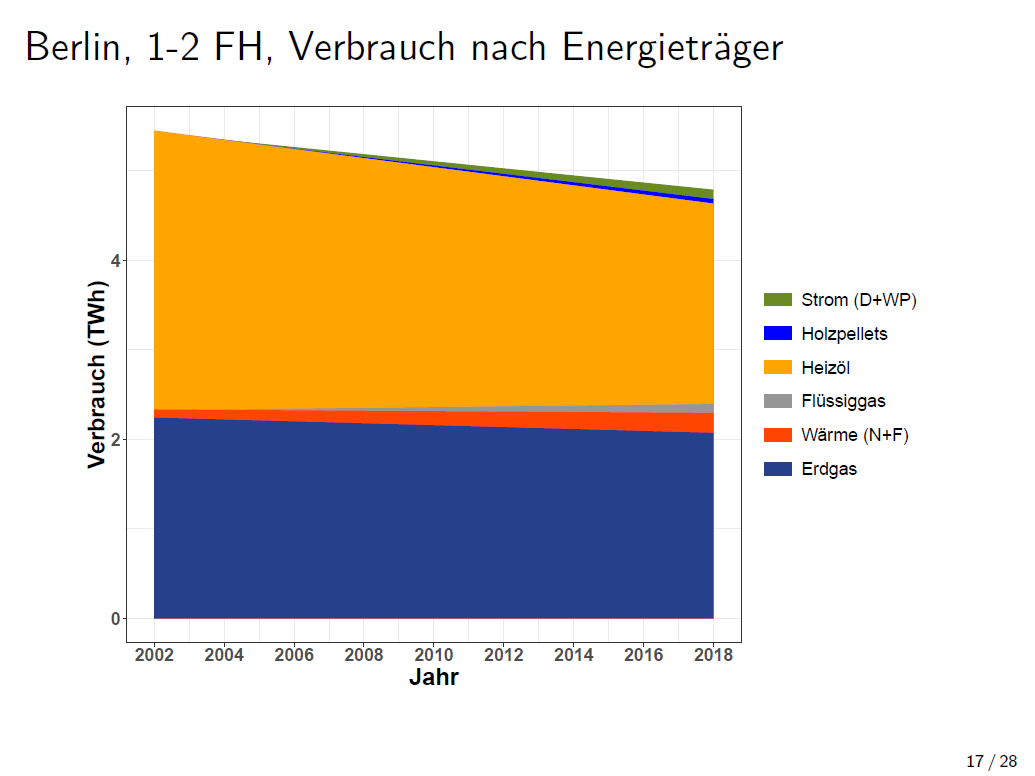 Berlin, 1-2 FH, Verbrauch nach Energieträger
Verbrauch (TWh)
4
2
0
2002 2004 2006 2008 2010 2012 2014 2016 2018
Jahr
Strom (D+WP)
Holzpellets
Heizöl
Flüssiggas
Wärme (N+F)
Erdgas
17 / 28